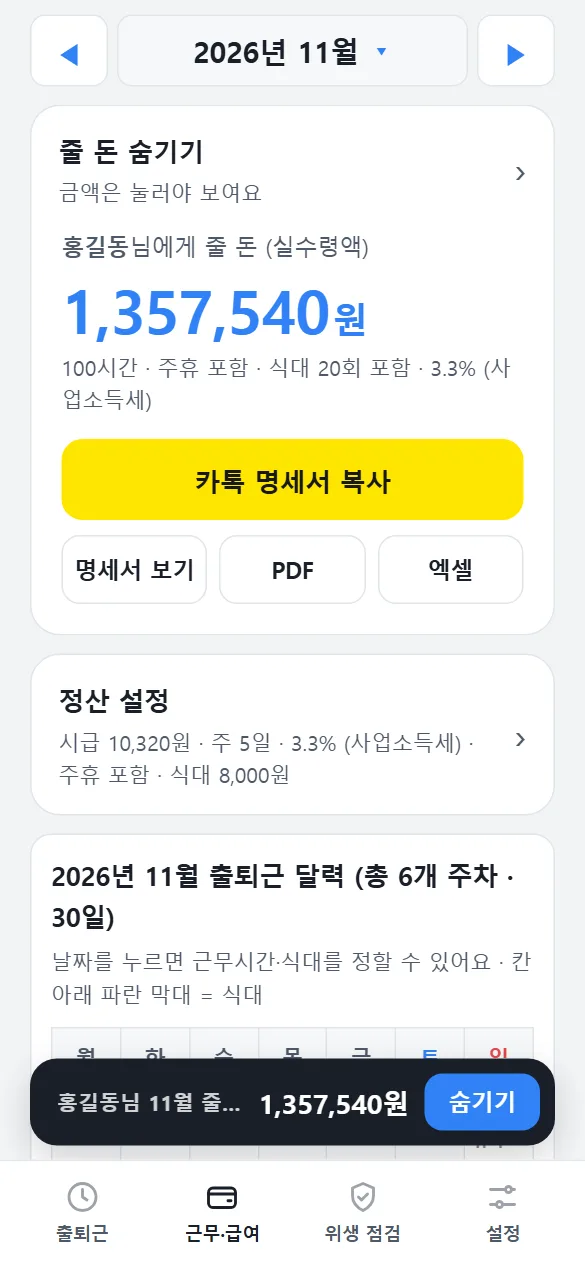 2026년 11월 ▼
줄 돈 숨기기
금액은 눌러야 보여요
홍길동님에게 줄 돈 (실수령액)
1,357,540원
100시간 · 주휴 포함 · 식대 20회 포함 · 3.3% (사
업소득세)
카톡 명세서 복사
명세서 보기 PDF 엑셀
정산 설정
시급 10,320원 · 주 5일 · 3.3% (사업소득세) ·
주휴 포함 · 식대 8,000원
2026년 11월 출퇴근 달력 (총 6개 주차 ·
30일)
날짜를 누르면 근무시간·식대를 정할 수 있어요 · 칸
아래 파란 막대 = 식대
월 화 수 목 금 토 일
홍길동님 11월 줄... 1,357,540원 숨기기
출퇴근 근무·급여 위생 점검 설정